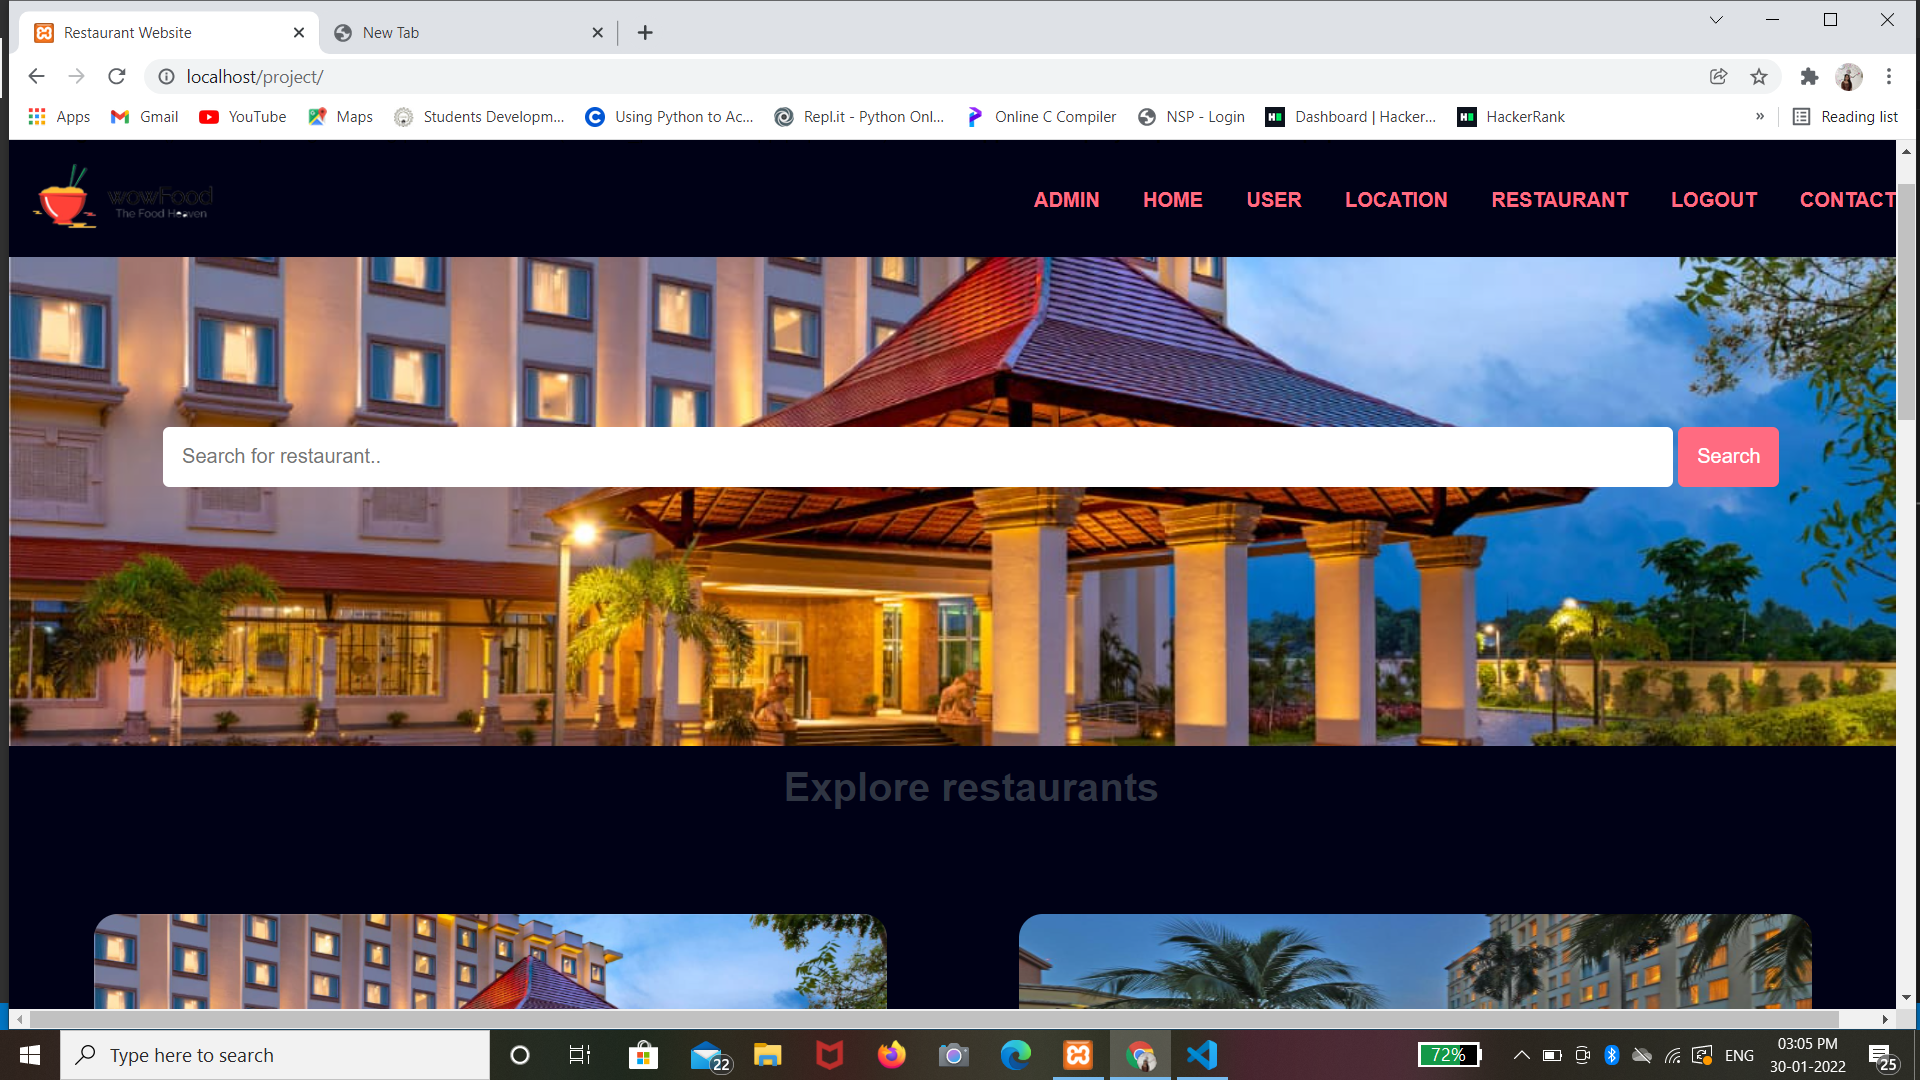 Restaurant Website
New Tab
localhost/project/
Apps Gmail YouTube Maps Students Developm... Using Python to Ac... Repl.it - Python Onl... Online C Compiler NSP - Login Dashboard | Hacker... HackerRank » Reading list
wowFood
The Food Heaven
ADMIN HOME USER LOCATION RESTAURANT LOGOUT CONTACT
Search for restaurant.. Search
Explore restaurants
Type here to search
22
72%
ENG
03:05 PM
30-01-2022
25